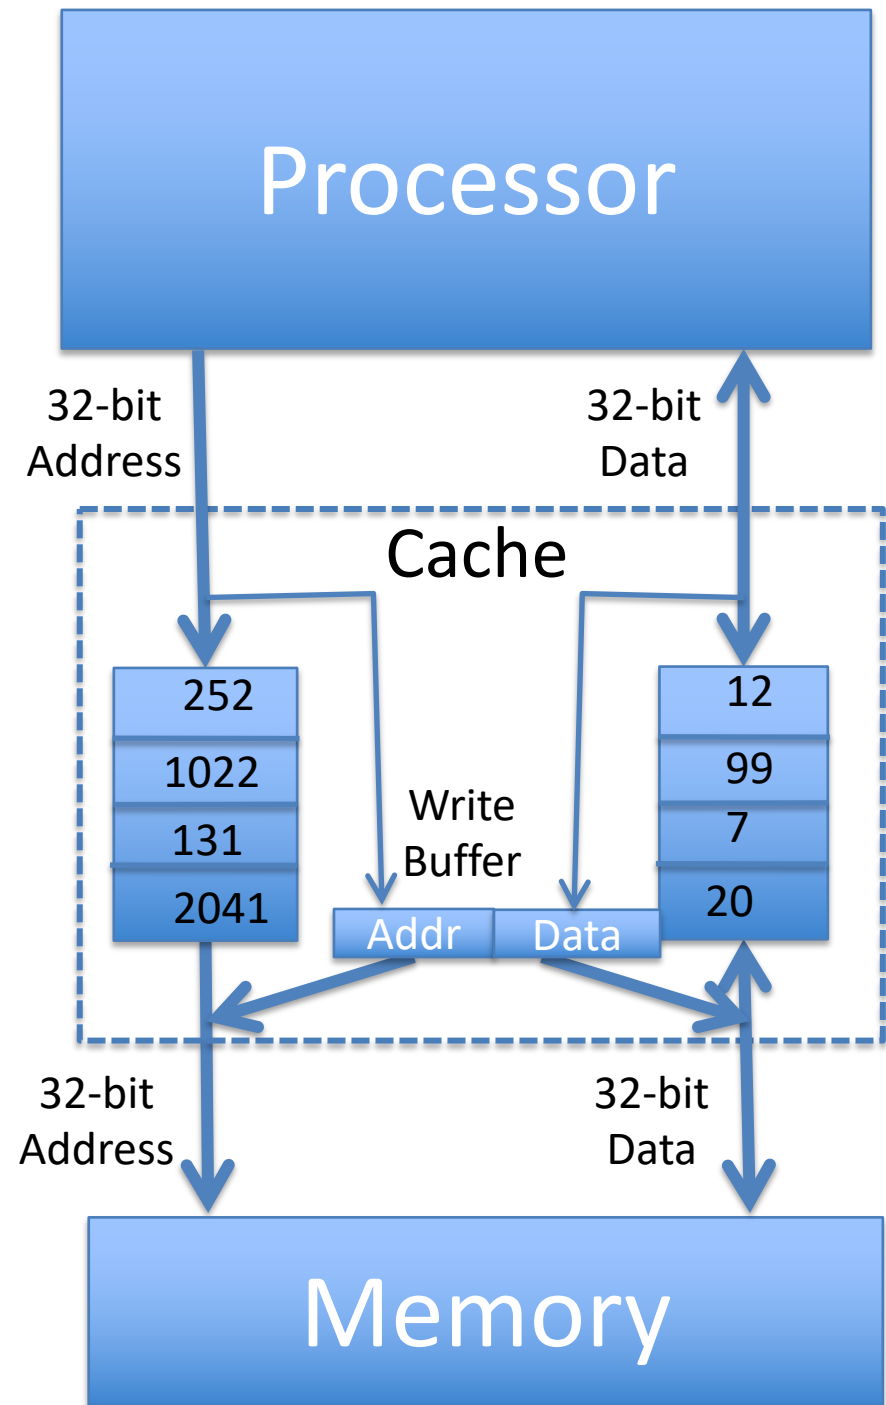 Processor
32-bit
Address
32-bit
Data
Cache
252
1022
131
2041
Write
Buffer
12
99
7
20
Addr
Data
32-bit
Address
32-bit
Data
Memory